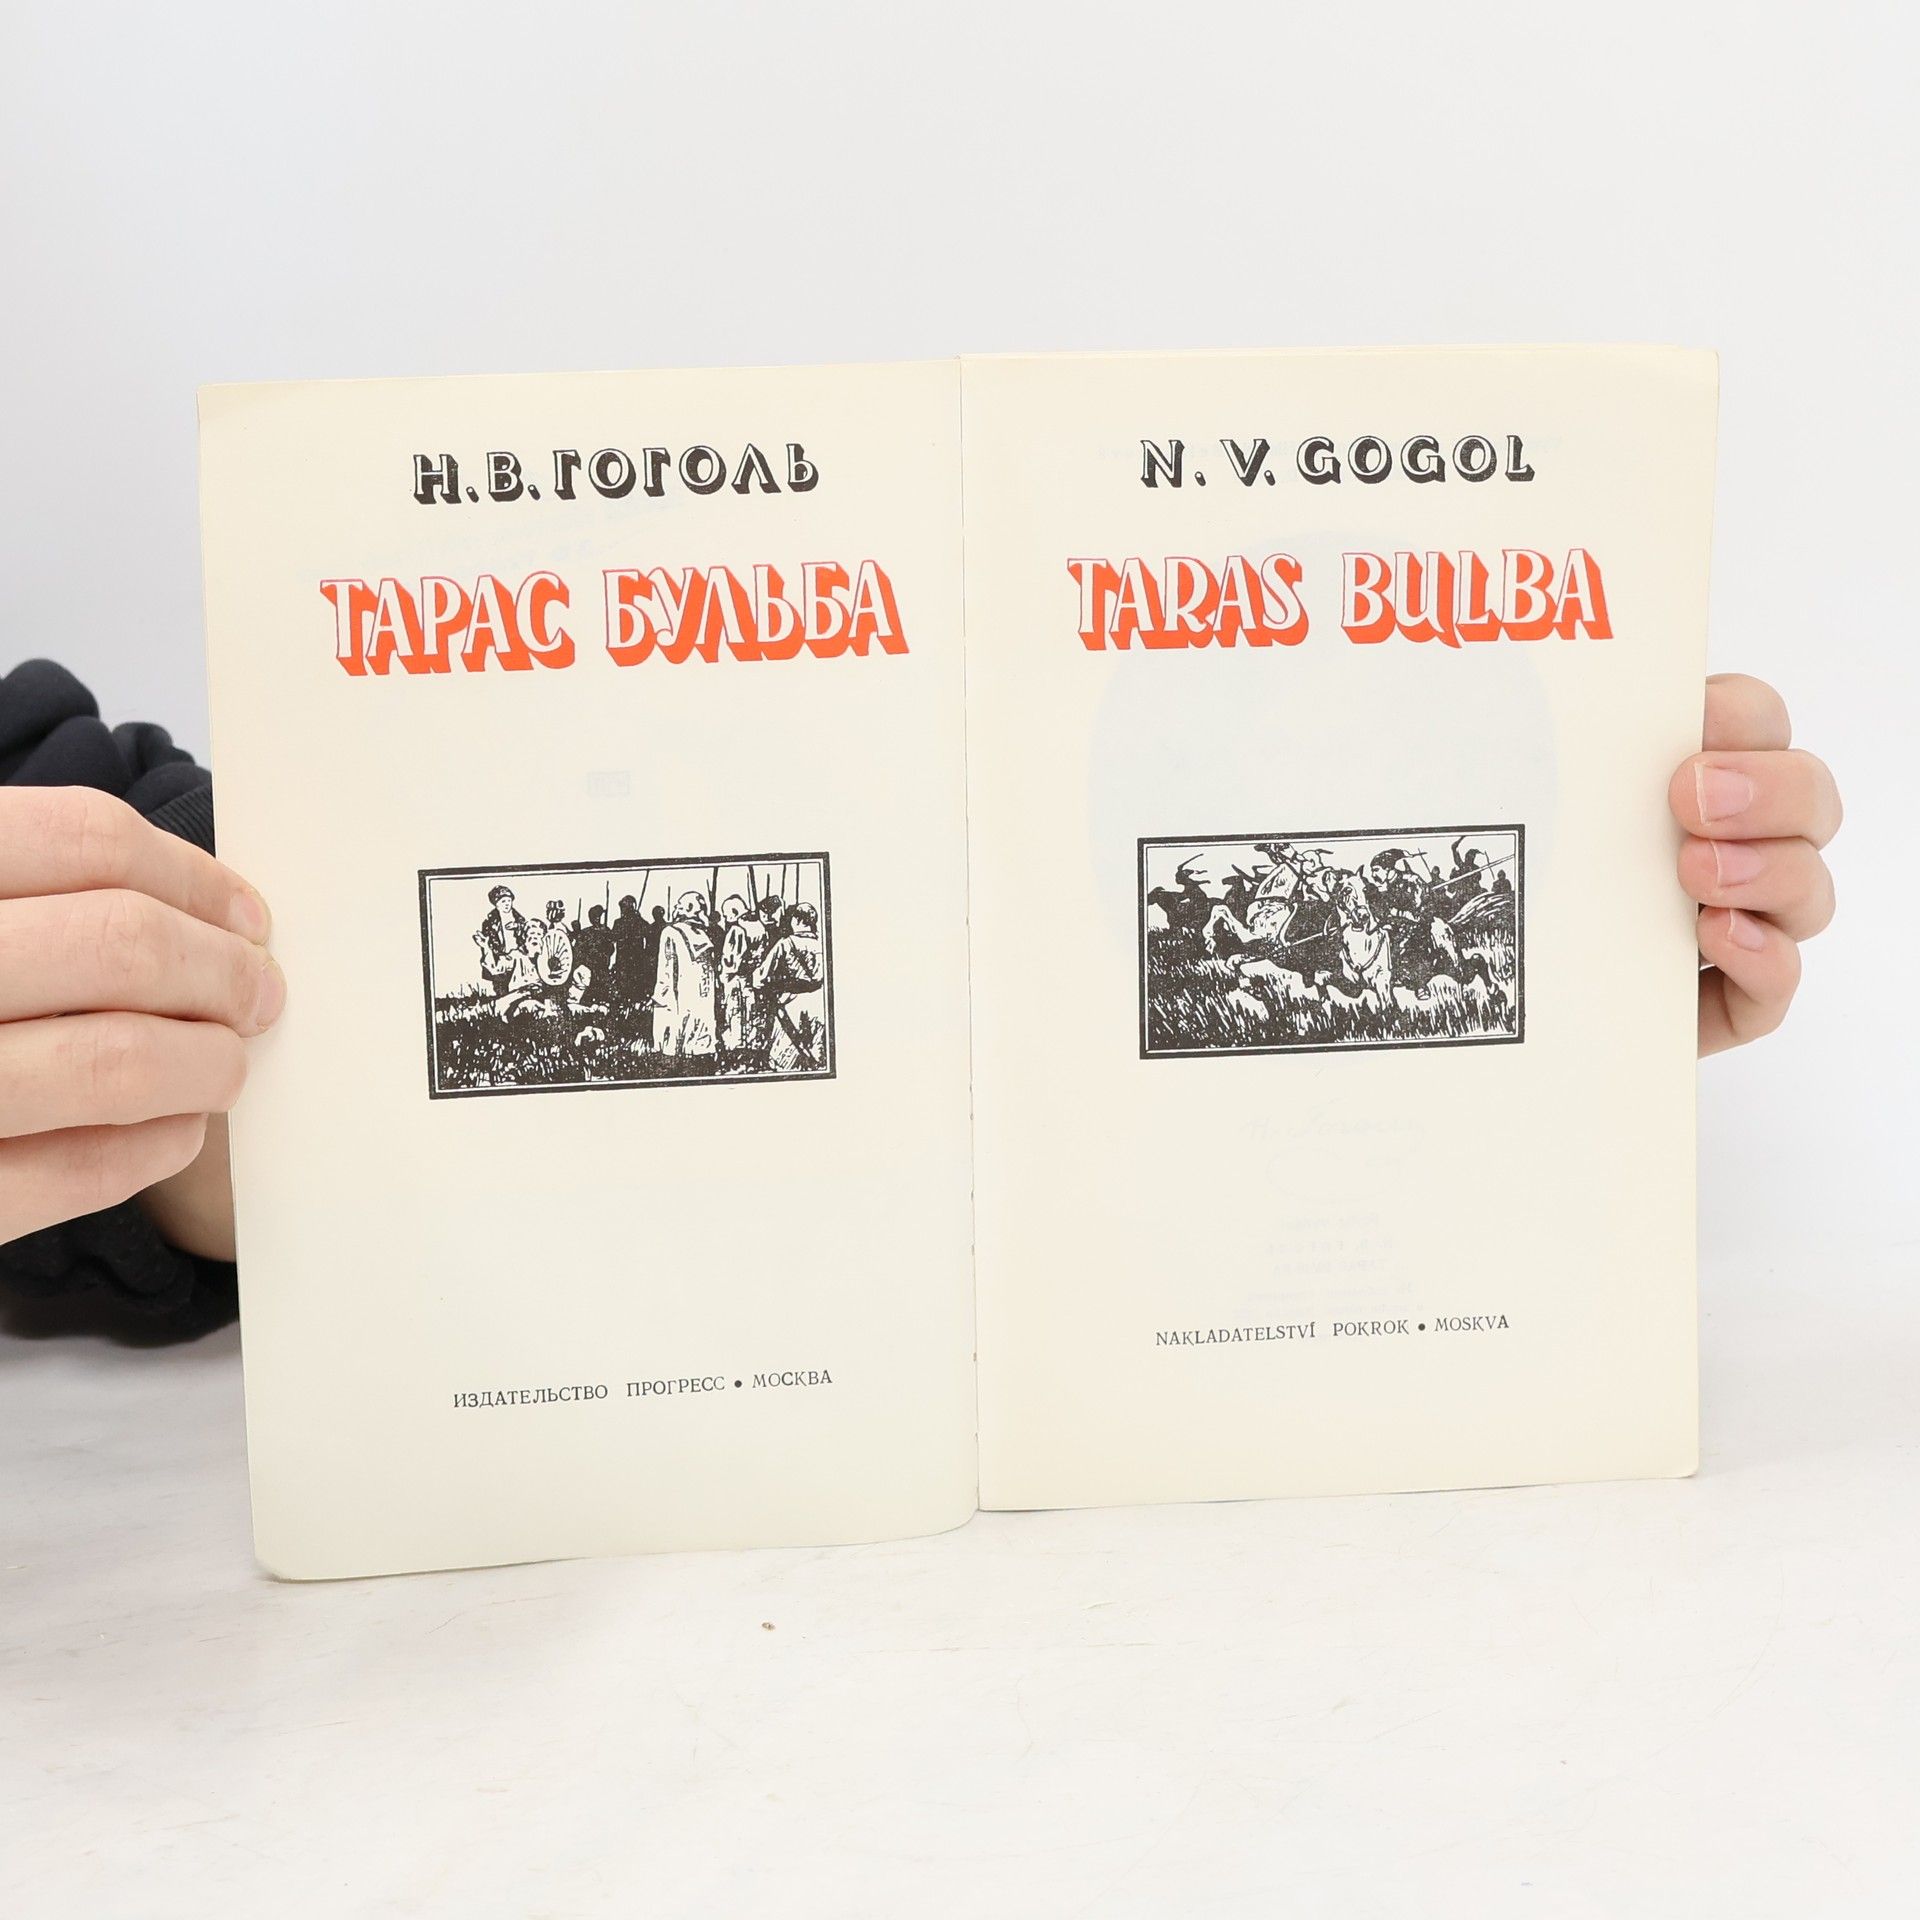 Н. В. ГОГОЛЬ
ТАРАС БУЛЬБА
ИЗДАТЕЛЬСТВО ПРОГРЕСС • МОСКВА
N. V. GOGOL
TARAS BULBA
NAKLADATELSTVÍ POKROK • MOSKVA